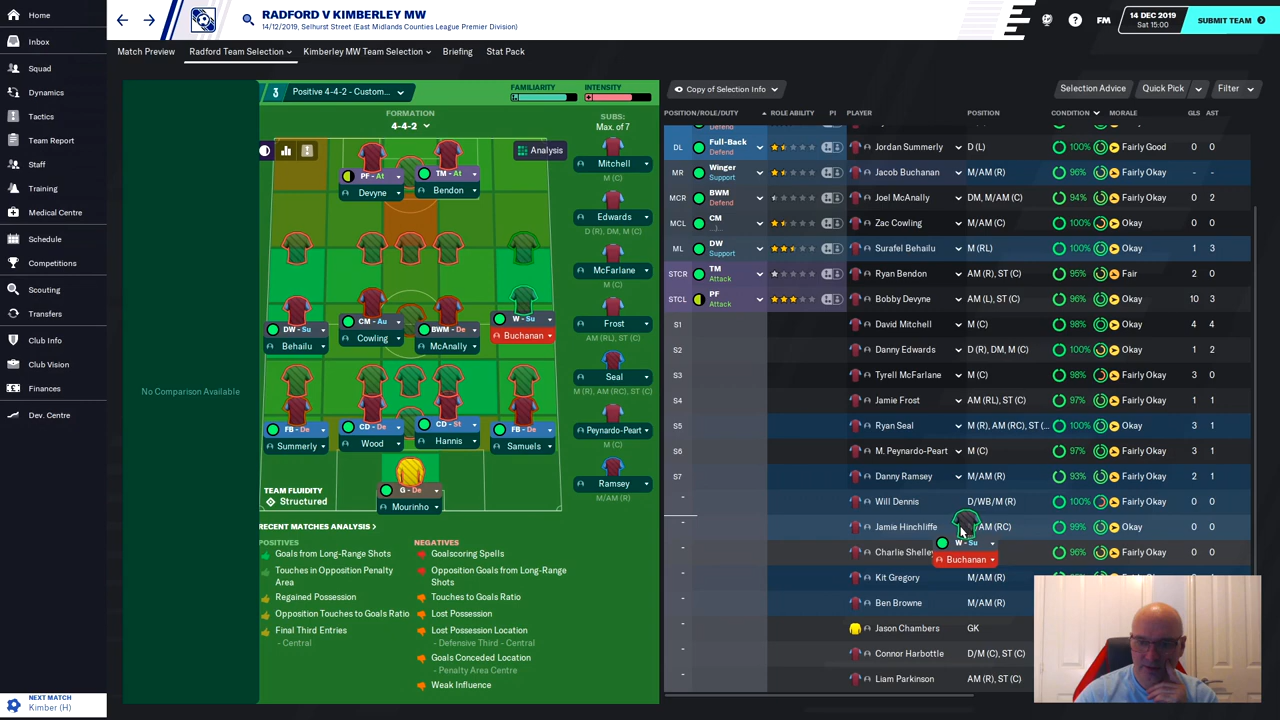 Home
Inbox
Squad
Dynamics
Tactics
Team Report
Staff
Training
Medical Centre
Schedule
Competitions
Scouting
Transfers
Club Info
Club Vision
Finances
Dev. Centre
NEXT MATCH
Kimber (H)
RADFORD V KIMBERLEY MW
14/12/2019, Selhurst Street (East Midlands Counties League Premier Division)
FM
14 DEC 2019
Sat 15:00
SUBMIT TEAM
Match Preview
Radford Team Selection
Kimberley MW Team Selection
Briefing
Stat Pack
No Comparison Available
3
Positive 4-4-2 - Custom...
FAMILIARITY
INTENSITY
FORMATION
4-4-2
Analysis
PF - At
Devyne
TM - At
Bendon
DW - Su
Behailu
CM - Au
Cowling
BWM - De
McAnally
W - Su
Buchanan
FB - De
Summerly
CD - De
Wood
CD - St
Hannis
FB - De
Samuels
G - De
Mourinho
TEAM FLUIDITY
Structured
SUBS:
Max. of 7
Mitchell
M (C)
Edwards
D (R), DM, M (C)
McFarlane
M (C)
Frost
AM (RL), ST (C)
Seal
M (R), AM (RC), ST (C)
Peynardo-Peart
M (C)
Ramsey
M/AM (R)
RECENT MATCHES ANALYSIS >
POSITIVES
Goals from Long-Range Shots
Touches in Opposition Penalty
Area
Regained Possession
Opposition Touches to Goals Ratio
Final Third Entries
- Central
NEGATIVES
Goalscoring Spells
Opposition Goals from Long-Range
Shots
Touches to Goals Ratio
Lost Possession
Lost Possession Location
- Defensive Third - Central
Goals Conceded Location
- Penalty Area Centre
Weak Influence
Copy of Selection Info
Selection Advice
Quick Pick
Filter
POSITION/ROLE/DUTY ROLE ABILITY PI PLAYER POSITION CONDITION MORALE GLS AST
Defend
DL Full-Back Defend Jordan Summerly D (L) 100% Fairly Good 0 0
MR Winger Support Jacob Buchanan M/AM (R) 96% Fairly Okay - -
MCR BWM Defend Joel McAnally DM, M/AM (C) 94% Fairly Okay 0 2
MCL CM ...) Zac Cowling M/AM (C) 100% Okay 0 0
ML DW Support Surafel Behailu M (RL) 100% Okay 1 3
STCR TM Attack Ryan Bendon AM (R), ST (C) 95% Fair 2 0
STCL PF Attack Bobby Devyne AM (L), ST (C) 96% Okay 10 3
S1 David Mitchell M (C) 98% Okay 1 4
S2 Danny Edwards D (R), DM, M (C) 100% Okay 1 2
S3 Tyrell McFarlane M (C) 98% Okay 3 0
S4 Jamie Frost AM (RL), ST (C) 97% Okay 1 1
S5 Ryan Seal M (R), AM (RC), ST (... 100% Okay 3 1
S6 M. Peynardo-Peart M (C) 97% Fairly Okay 3 1
S7 Danny Ramsey M/AM (R) 93% Fairly Okay 2 1
- Will Dennis D/WB/M (R) 100% Fairly Okay 0 0
- Jamie Hinchliffe AM (RC) 99% Okay 0 0
W - Su
Buchanan
- Charlie Shelley 96% Fairly Okay 0 0
- Kit Gregory M/AM (R)
- Ben Browne M/AM (R)
- Jason Chambers GK
- Connor Harbottle D/M (C), ST (C)
- Liam Parkinson AM (R), ST (C)